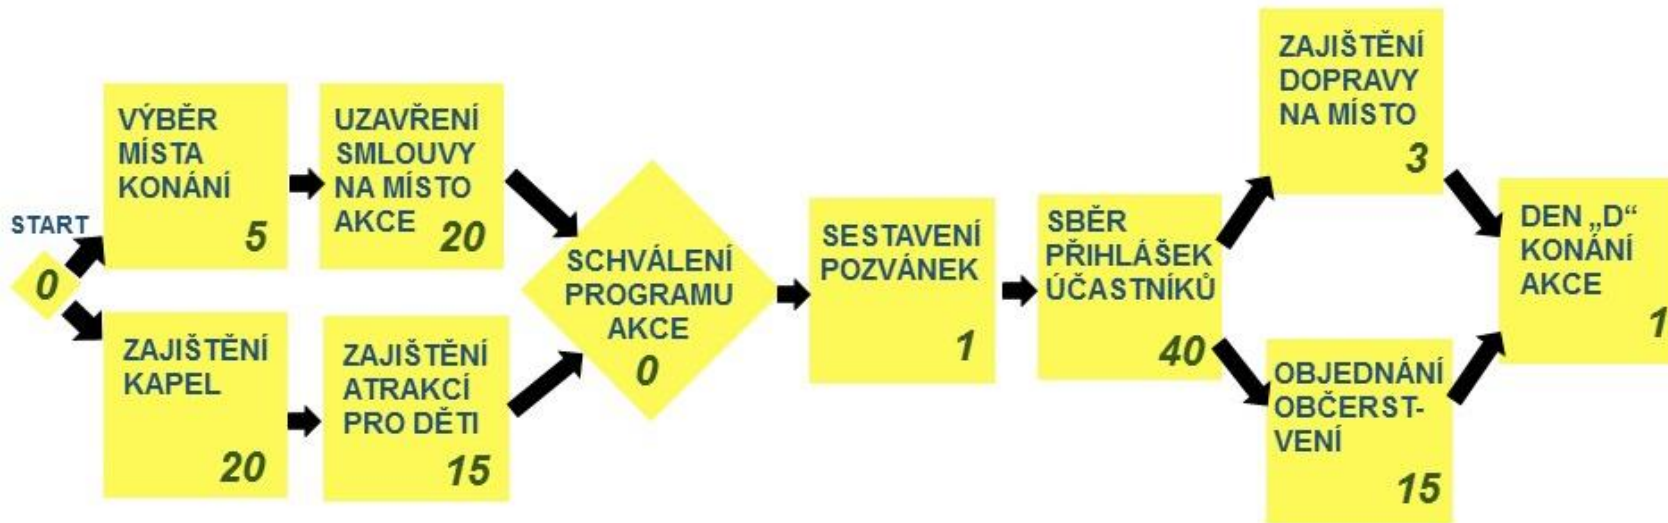 START
0
VÝBĚR
MÍSTA
KONÁNÍ
5
UZAVŘENÍ
SMLOUVY
NA MÍSTO
AKCE
20
ZAJIŠTĚNÍ
KAPEL
20
ZAJIŠTĚNÍ
ATRAKCÍ
PRO DĚTI
15
SCHVÁLENÍ
PROGRAMU
AKCE
0
SESTAVENÍ
POZVÁNEK
1
SBĚR
PŘIHLÁŠEK
ÚČASTNÍKŮ
40
ZAJIŠTĚNÍ
DOPRAVY
NA MÍSTO
3
OBJEDNÁNÍ
OBČERST-
VENÍ
15
DEN „D“
KONÁNÍ
AKCE
1